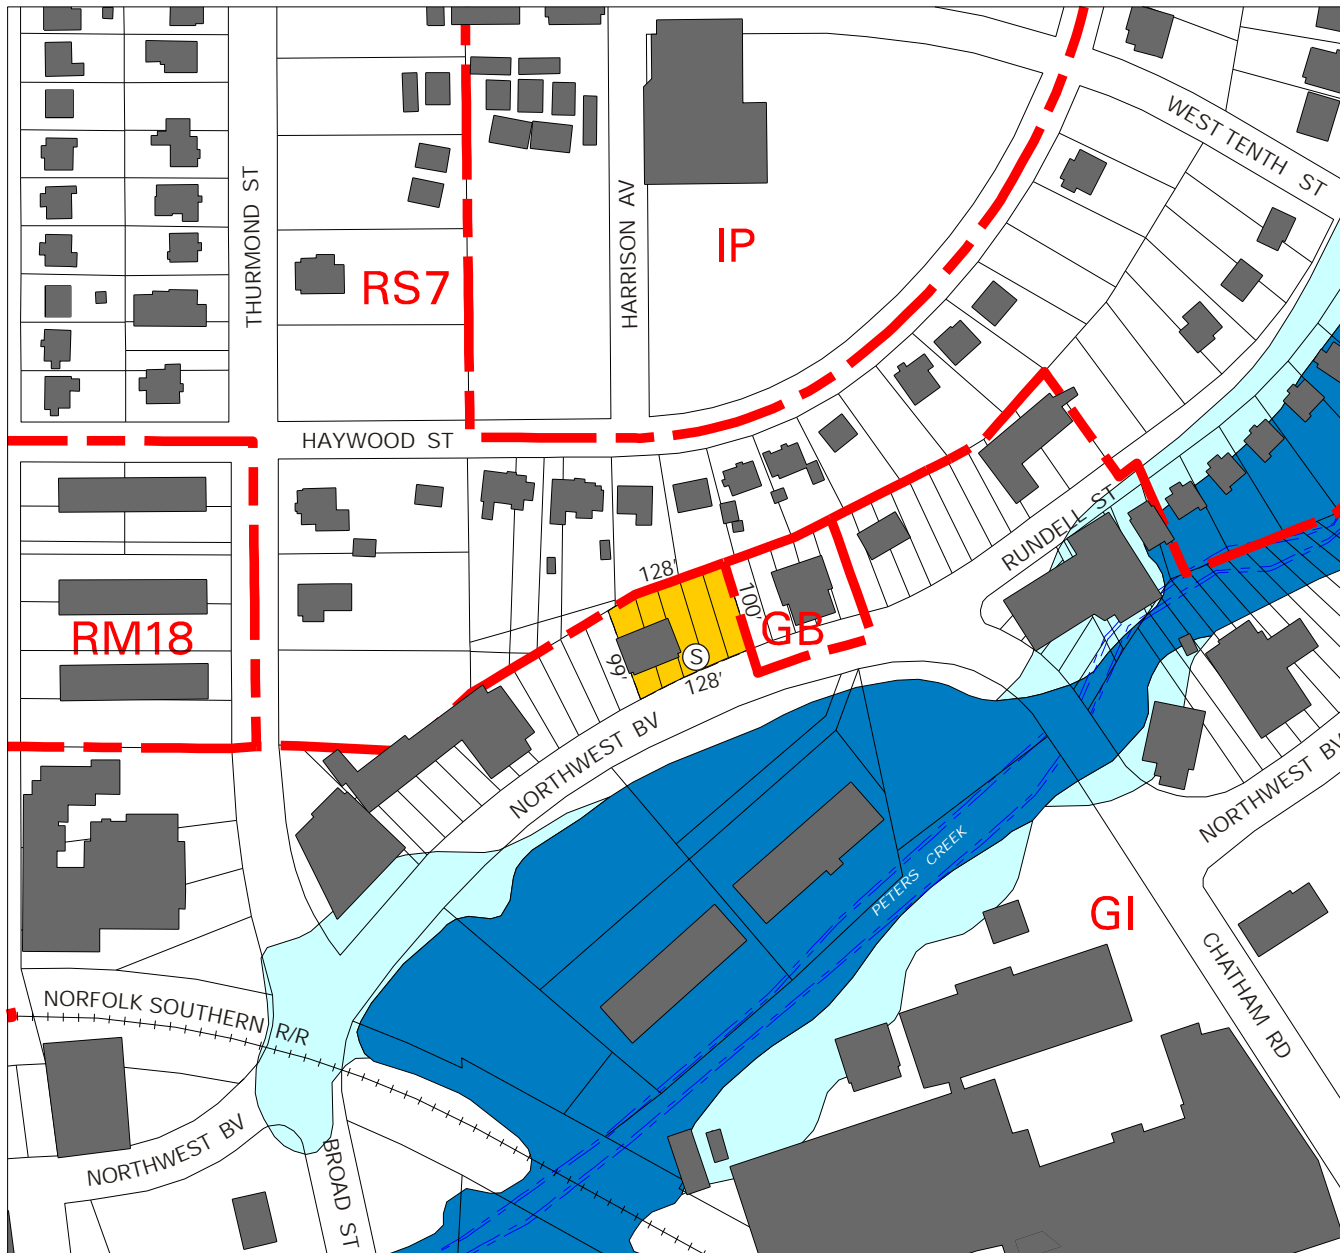 WEST TENTH ST
THURMOND ST
HARRISON AV
IP
RS7
HAYWOOD ST
RUNDELL ST
128'
100'
GB
RM18
S
99'
128'
NORTHWEST BV
NORTHWEST BV
PETERS CREEK
GI
CHATHAM RD
NORFOLK SOUTHERN R/R
NORTHWEST BV
BROAD ST